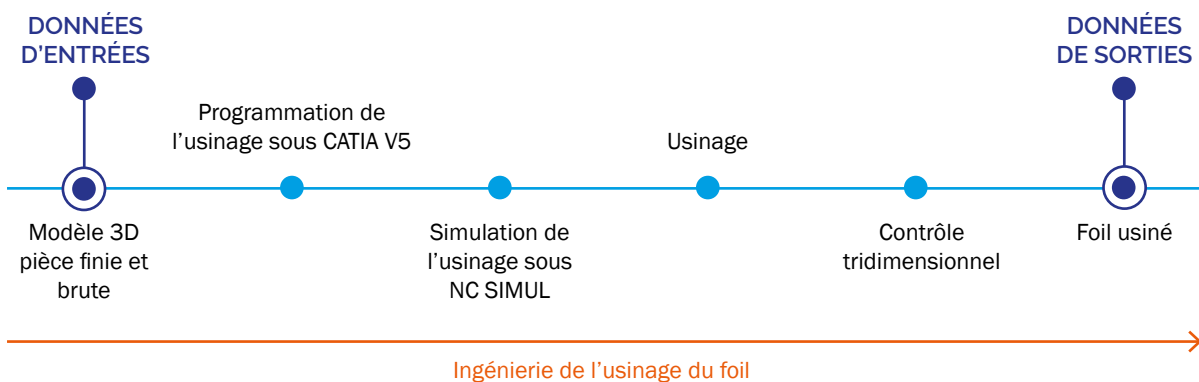 DONNÉES
D'ENTRÉES
DONNÉES
DE SORTIES
Programmation de
l'usinage sous CATIA V5
Usinage
Modèle 3D
pièce finie et
brute
Simulation de
l'usinage sous
NC SIMUL
Contrôle
tridimensionnel
Foil usiné
Ingénierie de l'usinage du foil